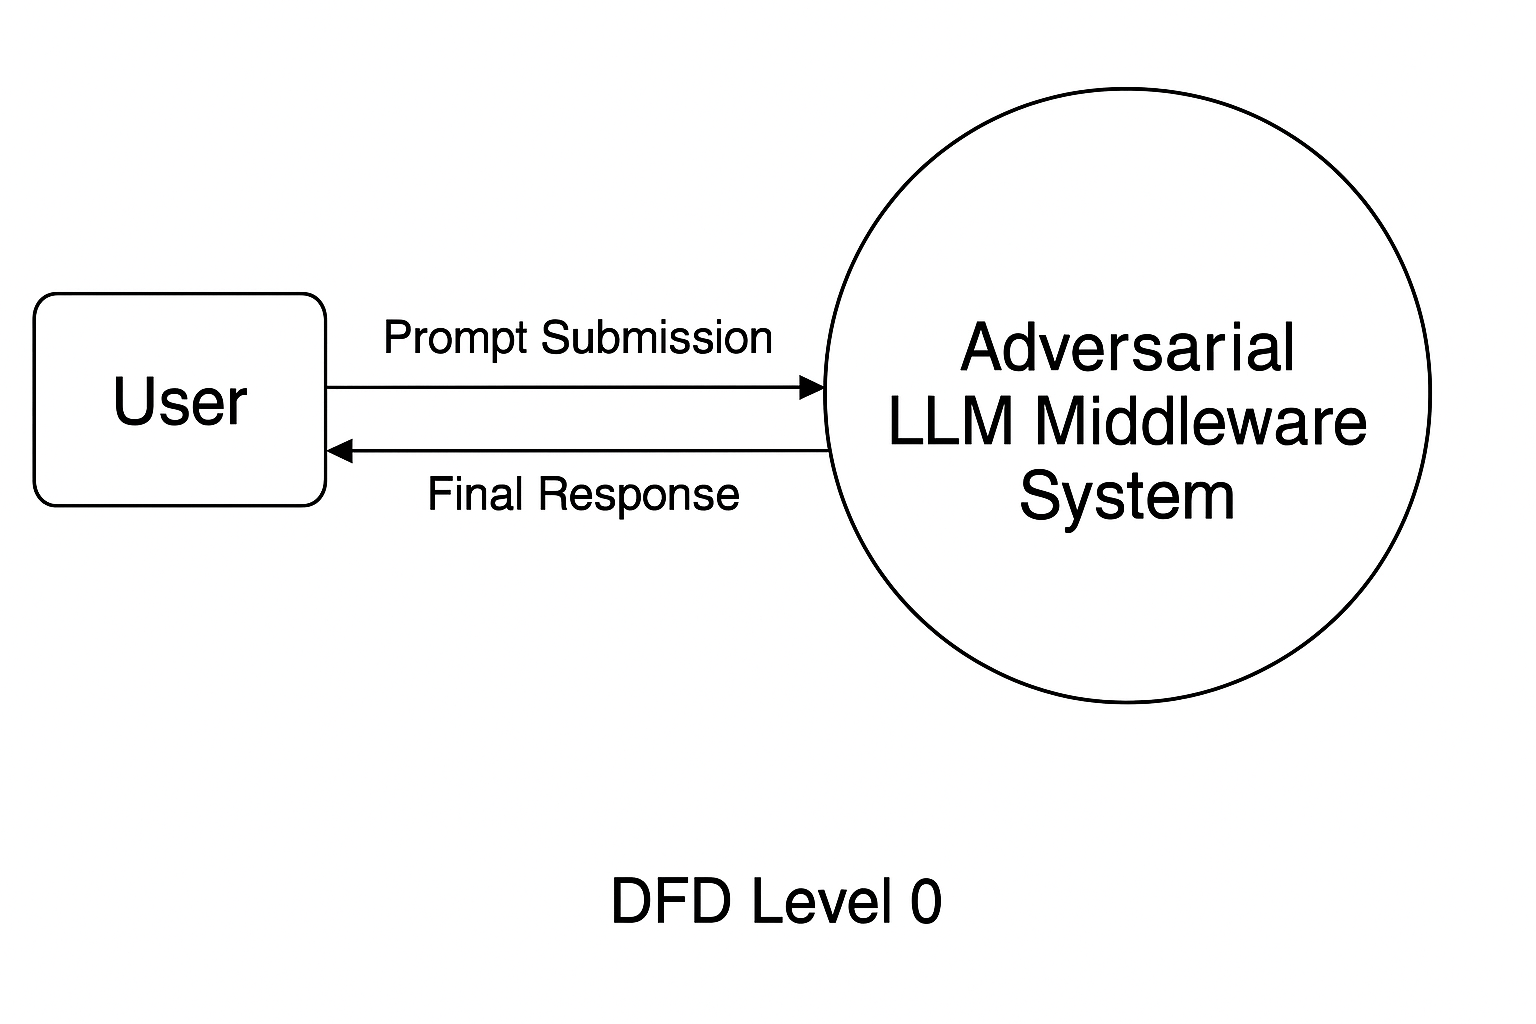 Prompt Submission
User
Final Response
Adversarial
LLM Middleware
System
DFD Level 0